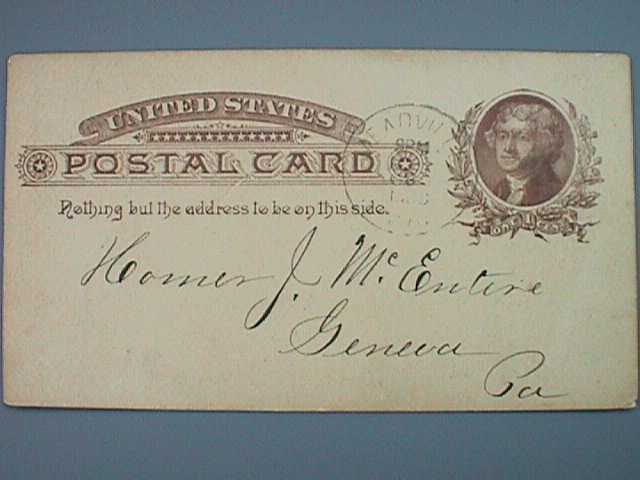 UNITED STATES
POSTAL CARD
Nothing but the address to be on this side.
ONE 1 CENT
Homer J. McEntire
Geneva
Pa